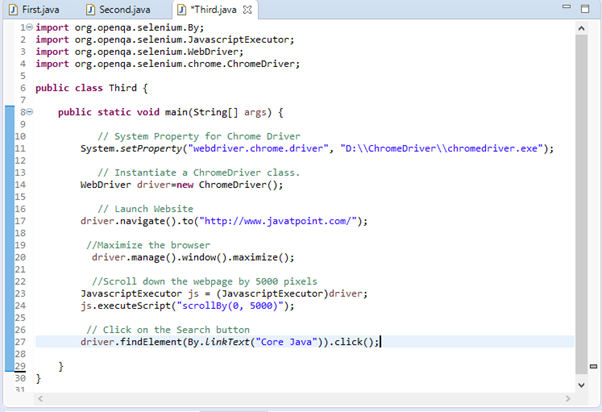 First.java Second.java *Third.java
1 import org.openqa.selenium.By;
2 import org.openqa.selenium.JavascriptExecutor;
3 import org.openqa.selenium.WebDriver;
4 import org.openqa.selenium.chrome.ChromeDriver;
5
6 public class Third {
7
8 public static void main(String[] args) {
9
10 // System Property for Chrome Driver
11 System.setProperty("webdriver.chrome.driver", "D:\\ChromeDriver\\chromedriver.exe");
12
13 // Instantiate a ChromeDriver class.
14 WebDriver driver=new ChromeDriver();
15
16 // Launch Website
17 driver.navigate().to("http://www.javatpoint.com/");
18
19 //Maximize the browser
20 driver.manage().window().maximize();
21
22 //Scroll down the webpage by 5000 pixels
23 JavascriptExecutor js = (JavascriptExecutor)driver;
24 js.executeScript("scrollBy(0, 5000)");
25
26 // Click on the Search button
27 driver.findElement(By.linkText("Core Java")).click();
28
29 }
30 }
31